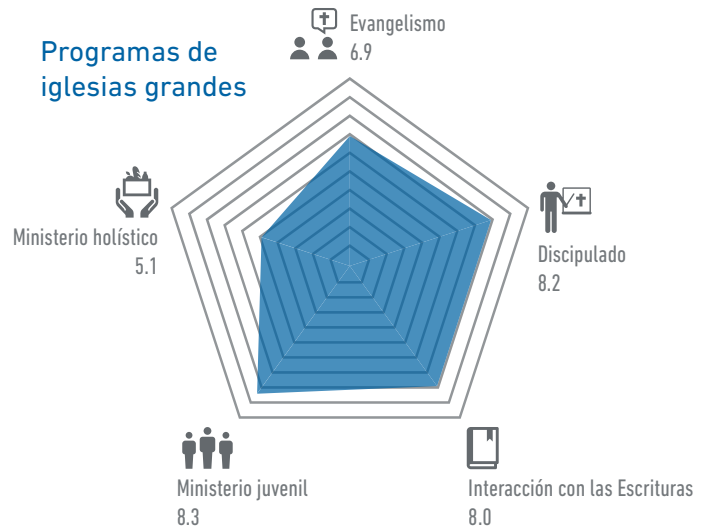 Programas de
iglesias grandes
Evangelismo
6.9
Discipulado
8.2
Interacción con las Escrituras
8.0
Ministerio juvenil
8.3
Ministerio holístico
5.1